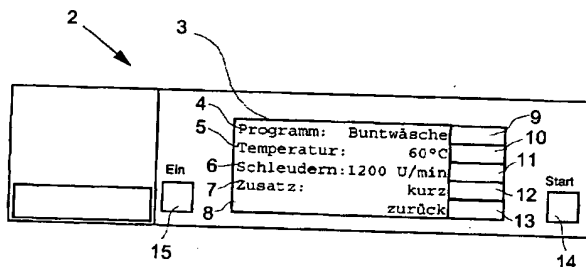 2
3
4
9
Programm: Buntwäsche
10
5
Temperatur: 60°C
11
6
Schleudern:1200 U/min
Ein
Start
7
Zusatz: kurz
12
8
zurück
13
15
14